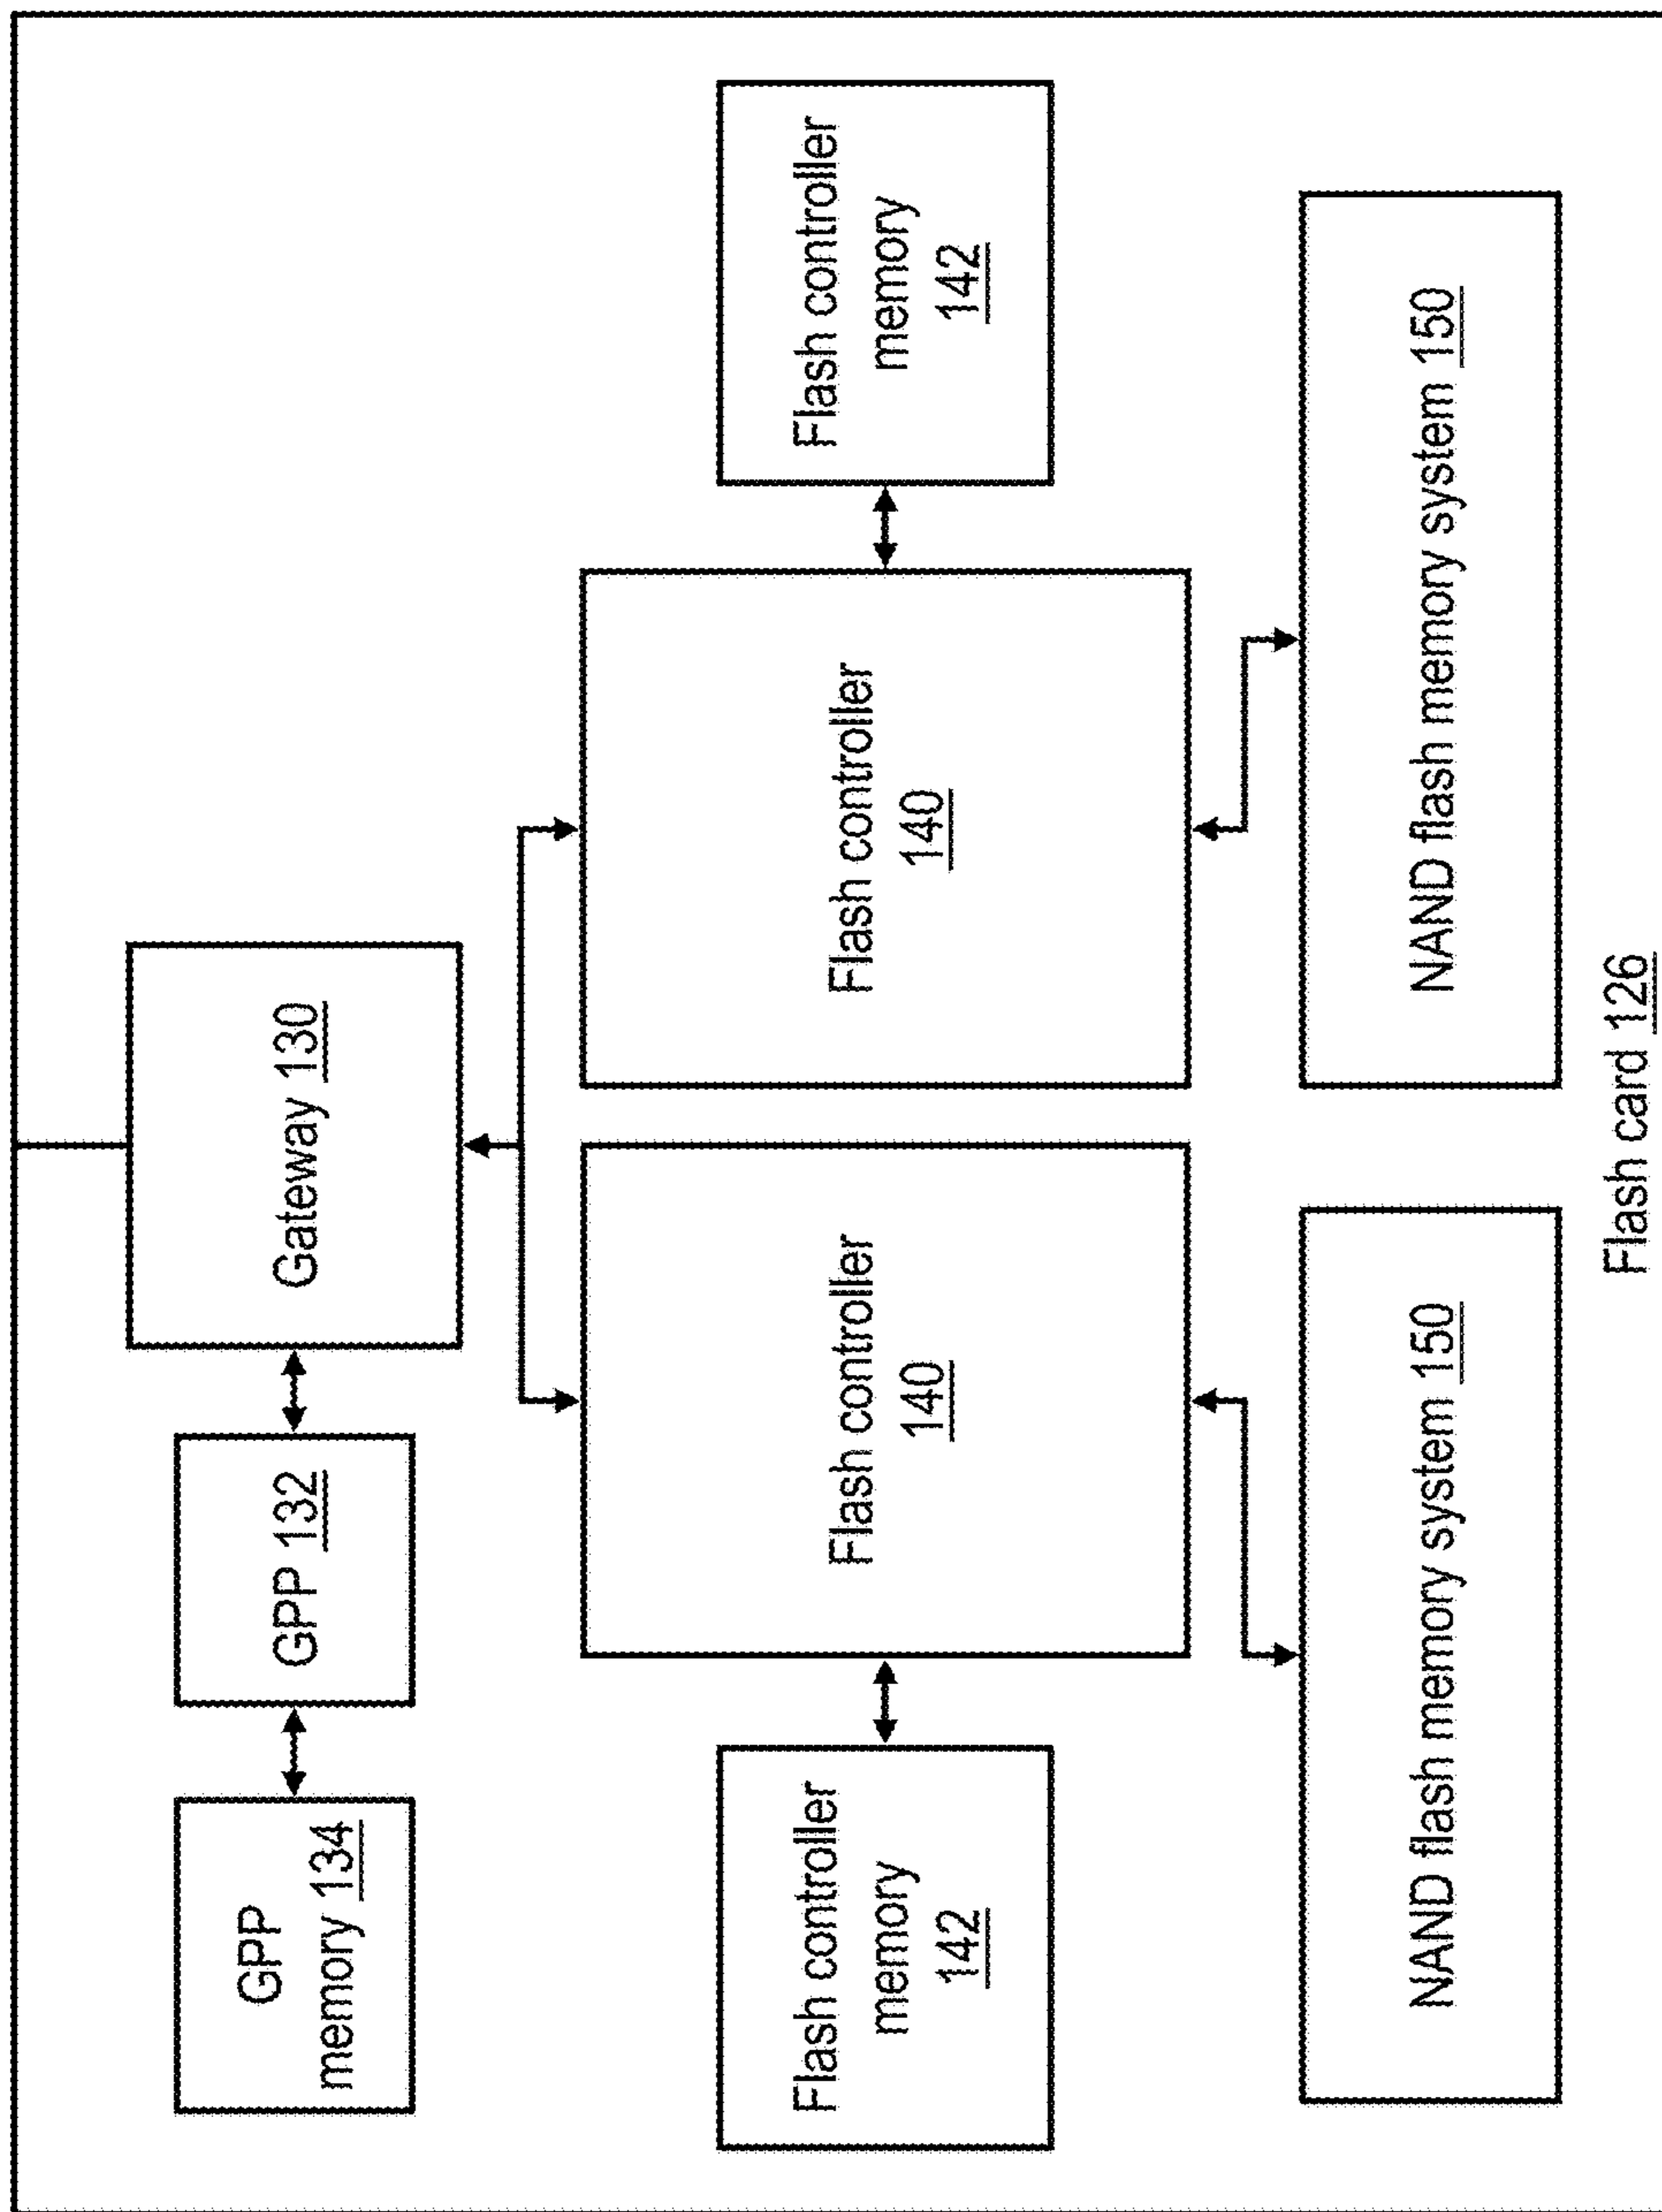 GPP
memory 134
GPP 132
Gateway 130
Flash controller
memory
142
Flash controller
140
Flash controller
140
Flash controller
memory
142
NAND flash memory system 150
NAND flash memory system 150
Flash card 126